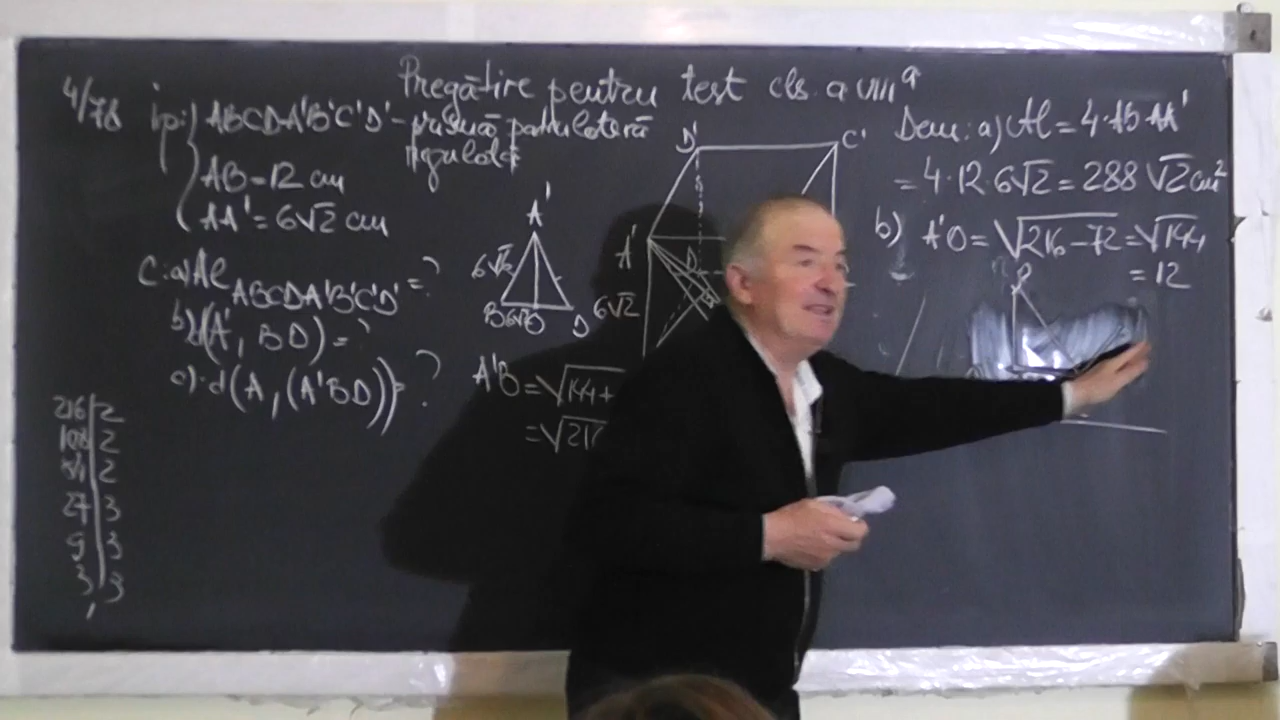 Pregătire pentru test cls. a VIII a
4/78 ip:) ABCDA'B'C'D' - prismă patrulateră
regulată
AB = 12 cm
AA' = 6√2 cm
C: a) Al ABCDA'B'C'D' = ?
b) d(A', BD) = ?
c) d(A, (A'BD)) = ?
216 | 2
108 | 2
54 | 2
27 | 3
9 | 3
3 | 3
1
A'
6√2
B 6√2 O D
A'B = √144+
= √216
D' C'
A'
D
6√2
Dem: a) Al = 4·AB·AA'
= 4·12·6√2 = 288√2 cm²
b) A'O = √216-72 = √144
= 12